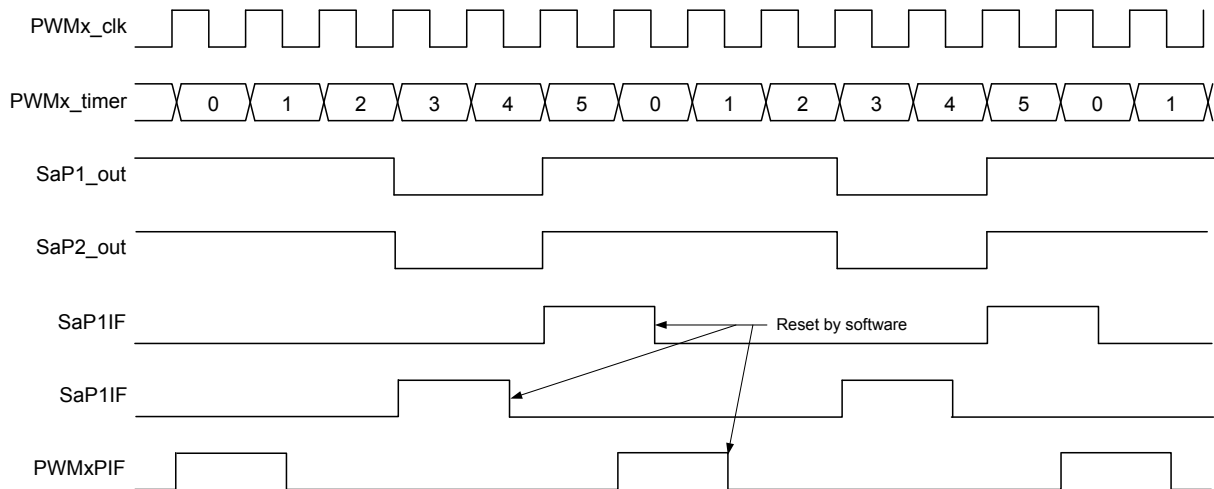 PWMx_clk
PWMx_timer 0 1 2 3 4 5 0 1 2 3 4 5 0 1
SaP1_out
SaP2_out
SaP1IF
Reset by software
SaP1IF
PWMxPIF